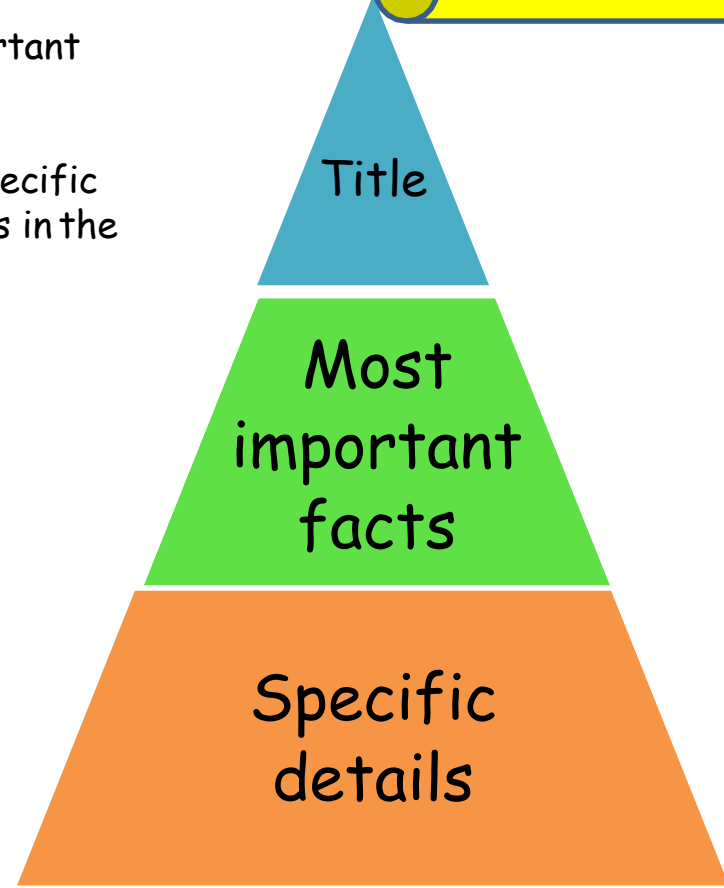 rtant
ecific
s in the
Title
Most
important
facts
Specific
details